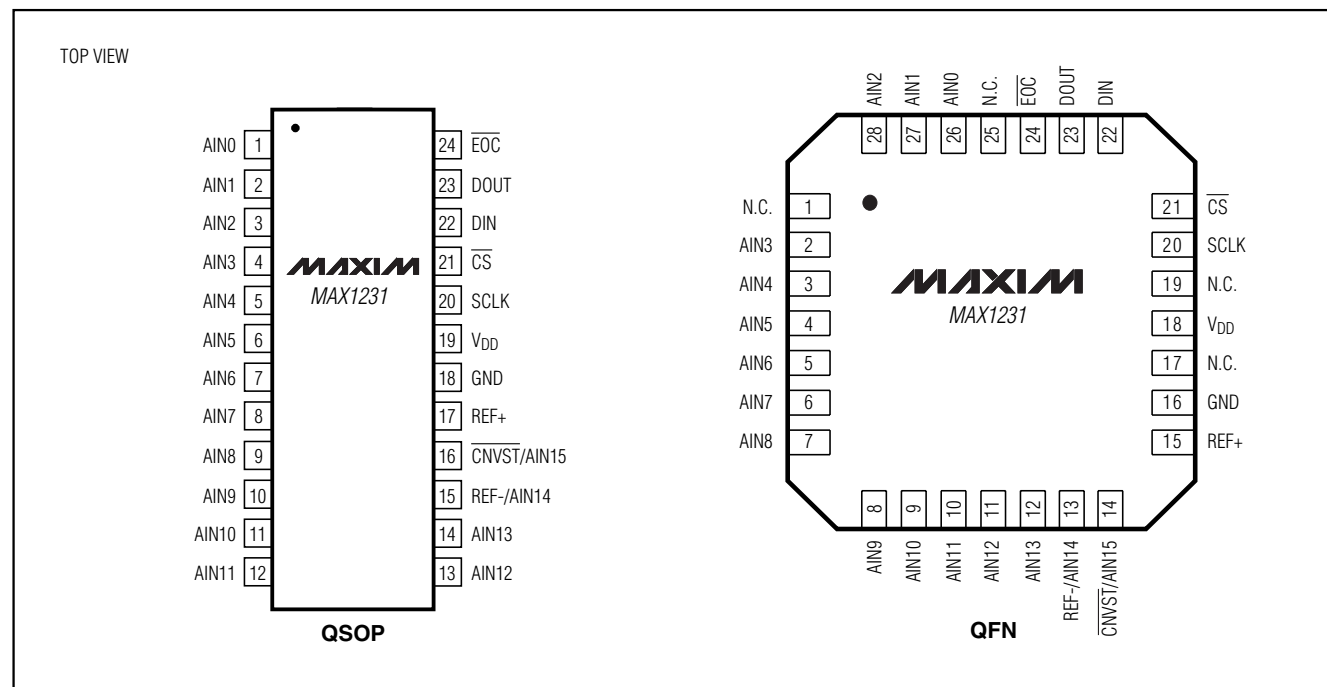 TOP VIEW
AIN0 1
AIN1 2
AIN2 3
AIN3 4
AIN4 5
AIN5 6
AIN6 7
AIN7 8
AIN8 9
AIN9 10
AIN10 11
AIN11 12
24 EOC
23 DOUT
22 DIN
21 CS
20 SCLK
19 VDD
18 GND
17 REF+
16 CNVST/AIN15
15 REF-/AIN14
14 AIN13
13 AIN12
MAXIM
MAX1231
QSOP
AIN2 28
AIN1 27
AIN0 26
N.C. 25
EOC 24
DOUT 23
DIN 22
N.C. 1
AIN3 2
AIN4 3
AIN5 4
AIN6 5
AIN7 6
AIN8 7
MAXIM
MAX1231
21 CS
20 SCLK
19 N.C.
18 VDD
17 N.C.
16 GND
15 REF+
8 AIN9
9 AIN10
10 AIN11
11 AIN12
12 AIN13
13 REF-/AIN14
14 CNVST/AIN15
QFN